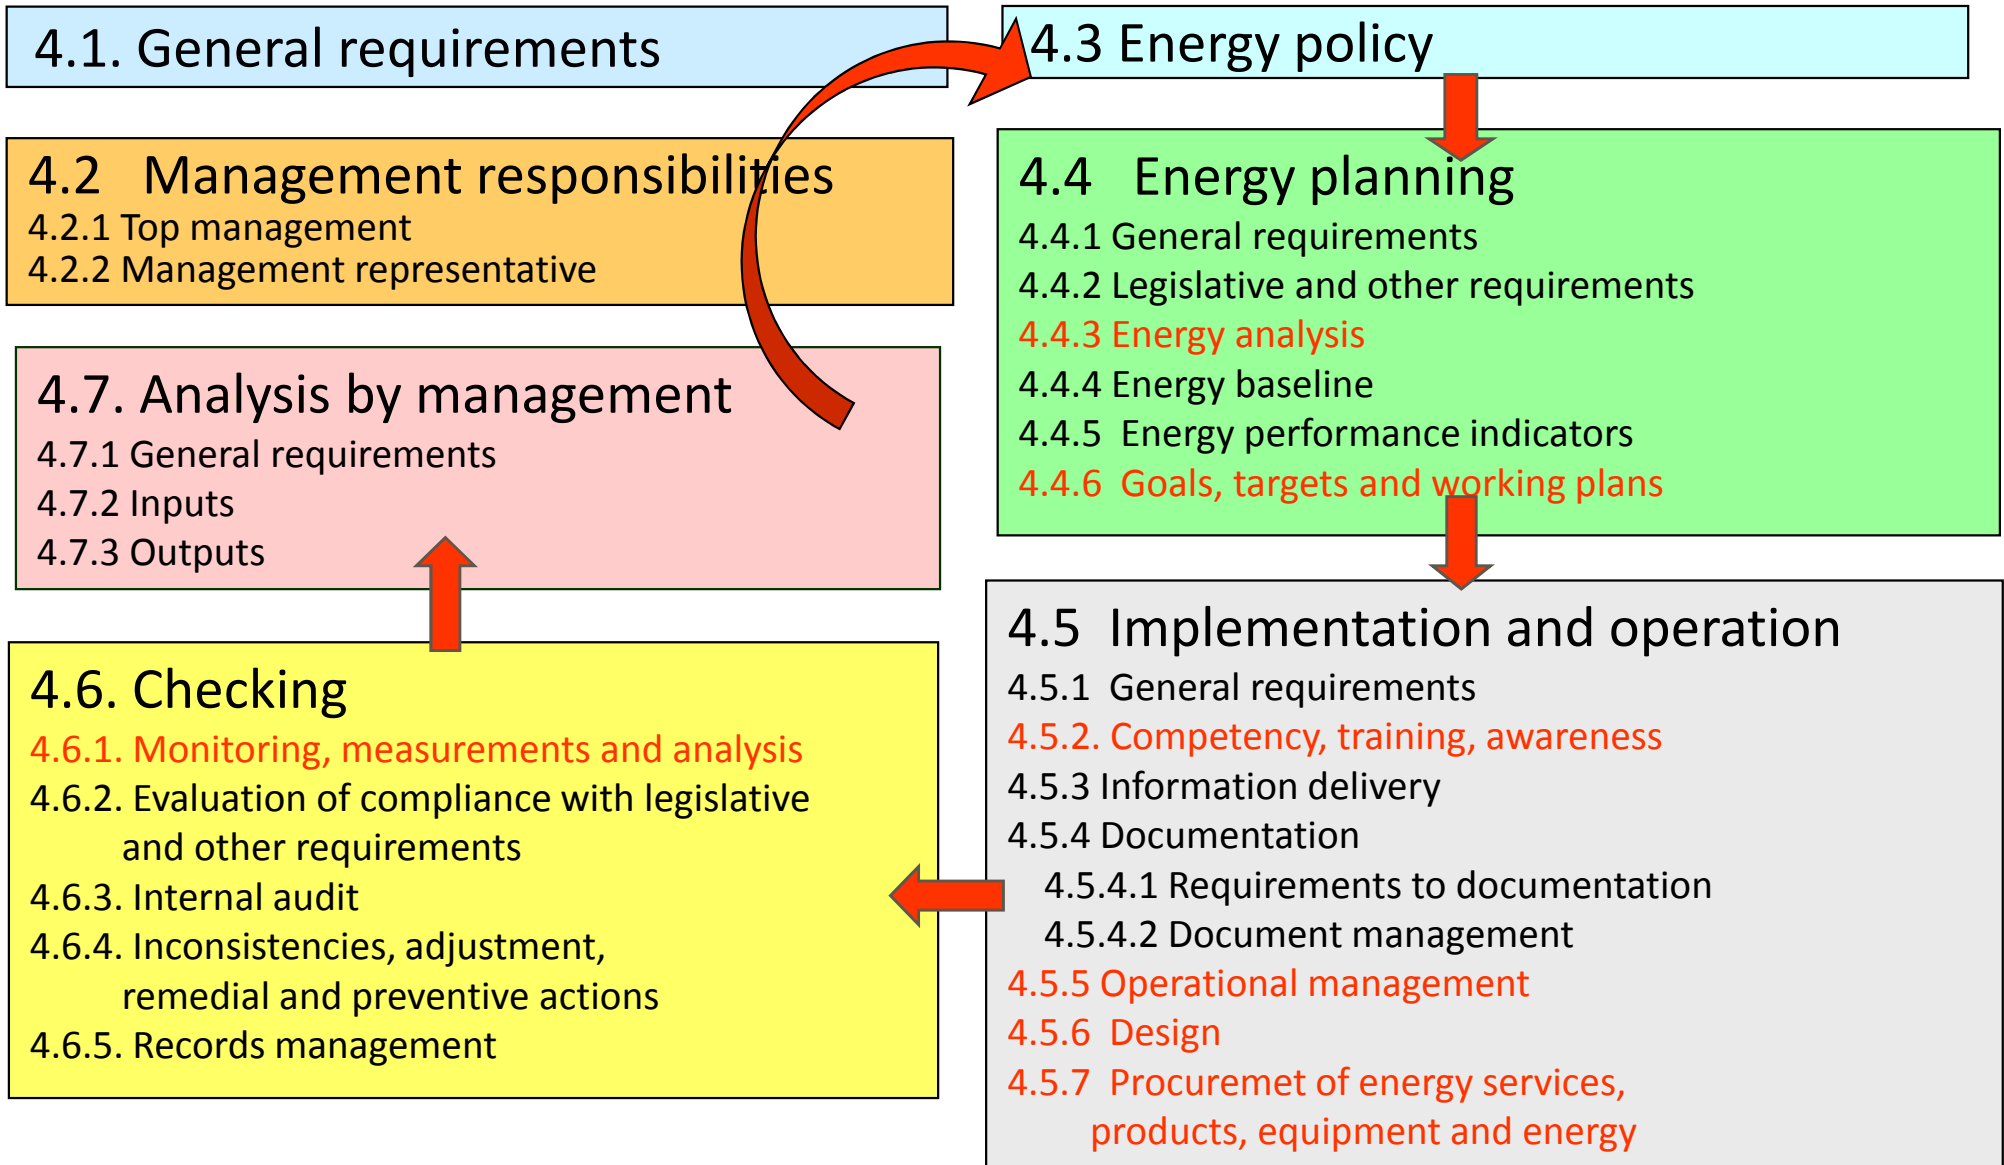 4.1. General requirements
4.2 Management responsibilities
4.2.1 Top management
4.2.2 Management representative
4.7. Analysis by management
4.7.1 General requirements
4.7.2 Inputs
4.7.3 Outputs
4.6. Checking
4.6.1. Monitoring, measurements and analysis
4.6.2. Evaluation of compliance with legislative
and other requirements
4.6.3. Internal audit
4.6.4. Inconsistencies, adjustment,
remedial and preventive actions
4.6.5. Records management
4.3 Energy policy
4.4 Energy planning
4.4.1 General requirements
4.4.2 Legislative and other requirements
4.4.3 Energy analysis
4.4.4 Energy baseline
4.4.5 Energy performance indicators
4.4.6 Goals, targets and working plans
4.5 Implementation and operation
4.5.1 General requirements
4.5.2. Competency, training, awareness
4.5.3 Information delivery
4.5.4 Documentation
4.5.4.1 Requirements to documentation
4.5.4.2 Document management
4.5.5 Operational management
4.5.6 Design
4.5.7 Procuremet of energy services,
products, equipment and energy